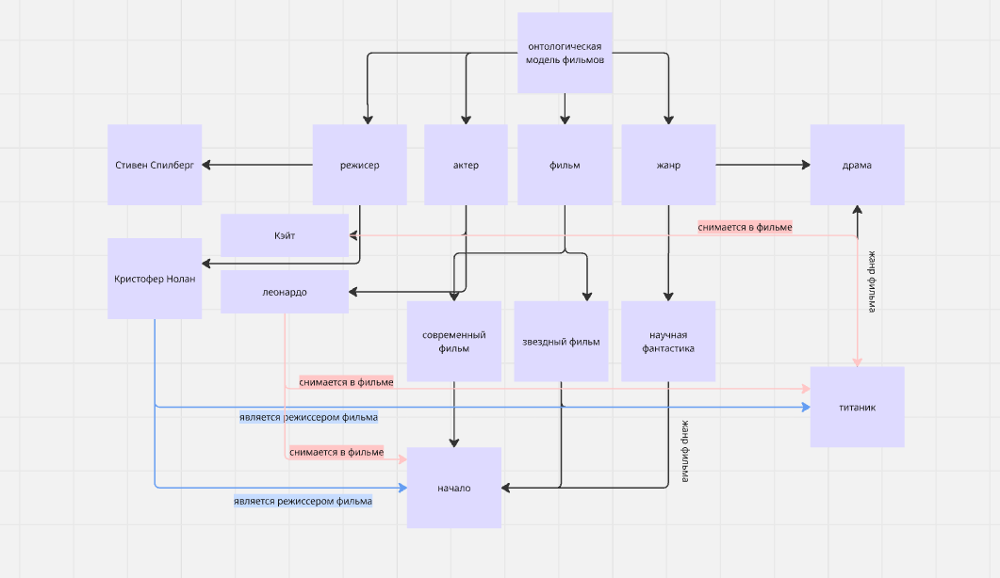 онтологическая
модель фильмов
Стивен Спилберг
режисер
актер
фильм
жанр
драма
Кэйт
снимается в фильме
Кристофер Нолан
леонардо
жанр фильма
современный
фильм
звездный фильм
научная
фантастика
снимается в фильме
является режиссером фильма
титаник
снимается в фильме
жанр фильма
начало
является режиссером фильма